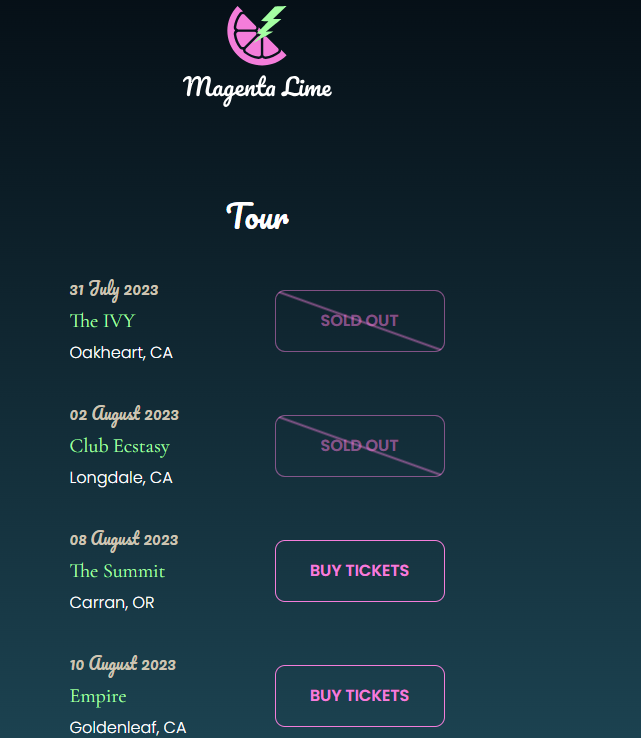 Magenta Lime
Tour
31 July 2023
The IVY
Oakheart, CA
SOLD OUT
02 August 2023
Club Ecstasy
Longdale, CA
SOLD OUT
08 August 2023
The Summit
Carran, OR
BUY TICKETS
10 August 2023
Empire
Goldenleaf, CA
BUY TICKETS